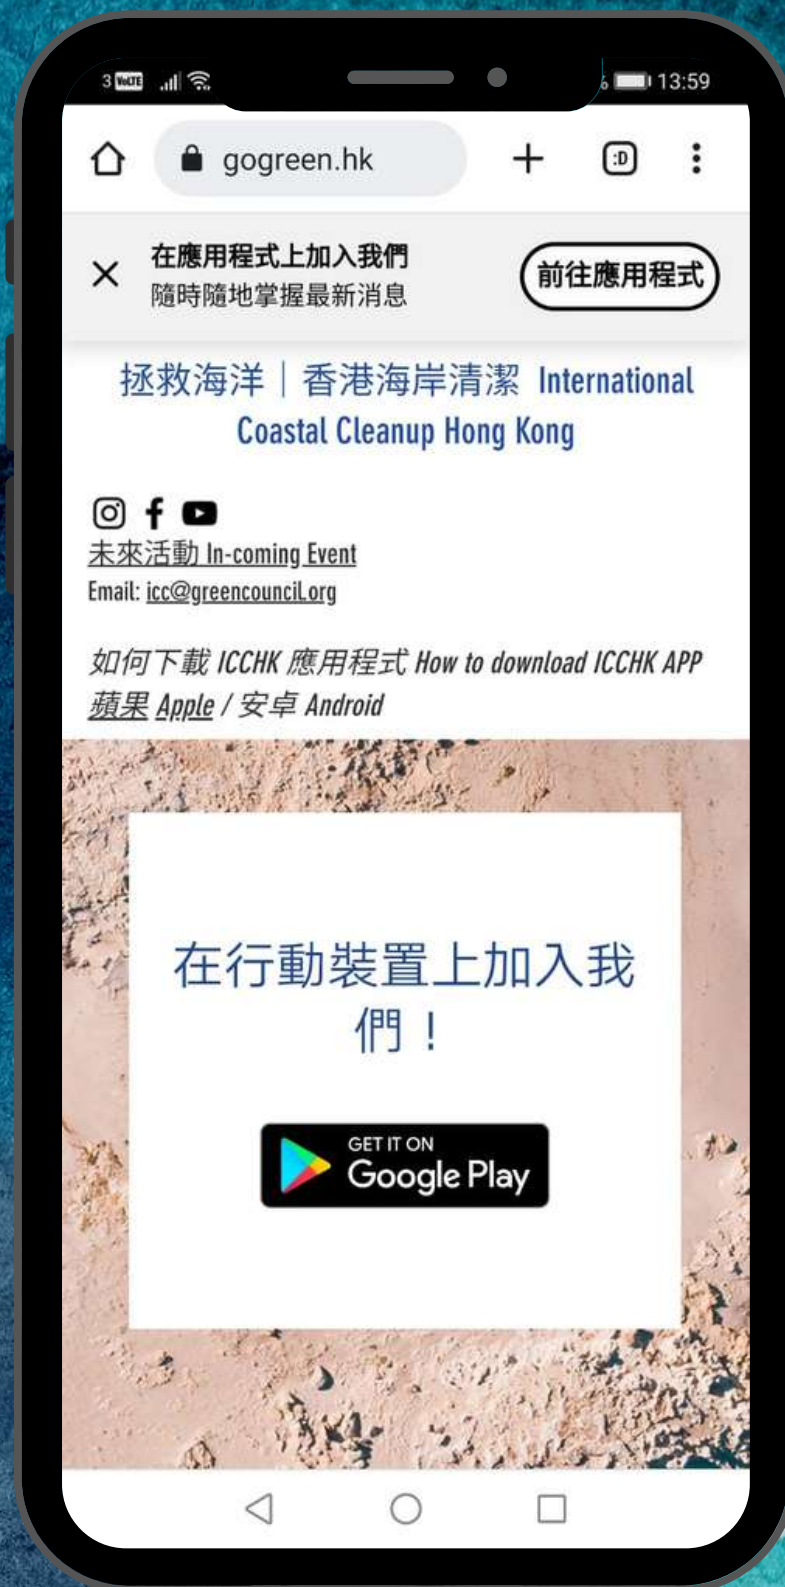 3 VoLTE
% 13:59
gogreen.hk
:D
在應用程式上加入我們
隨時隨地掌握最新消息
前往應用程式
拯救海洋｜香港海岸清潔 International
Coastal Cleanup Hong Kong
未來活動 In-coming Event
Email: icc@greencouncil.org
如何下載 ICCHK 應用程式 How to download ICCHK APP
蘋果 Apple / 安卓 Android
在行動裝置上加入我
們！
GET IT ON
Google Play